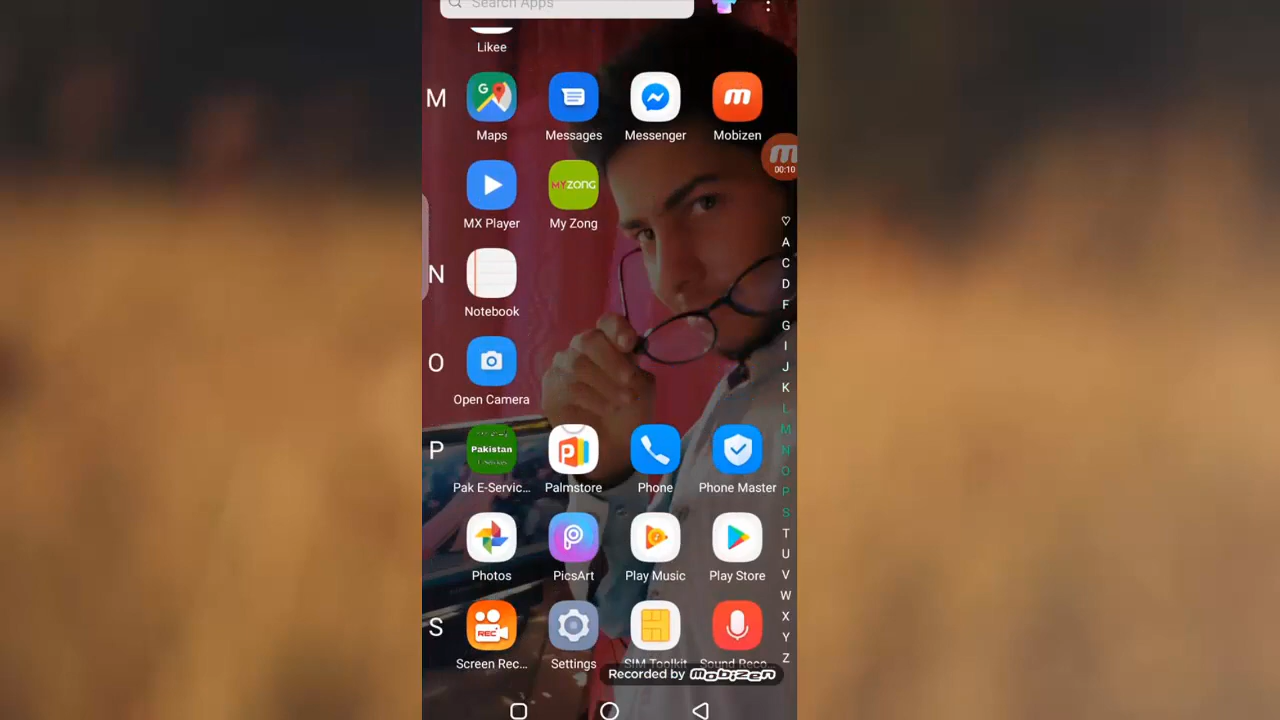 Search Apps
Likee
M
Maps
Messages
Messenger
Mobizen
00:10
MYZONG
MX Player
My Zong
N
Notebook
O
Open Camera
P
Pakistan
Pak E-Servic...
Palmstore
Phone
Phone Master
Photos
PicsArt
Play Music
Play Store
S
REC
Screen Rec...
Settings
SIM Toolkit
Sound Reco...
Recorded by mobizen
A
C
D
F
G
I
J
K
L
M
N
O
P
S
T
U
V
W
X
Y
Z